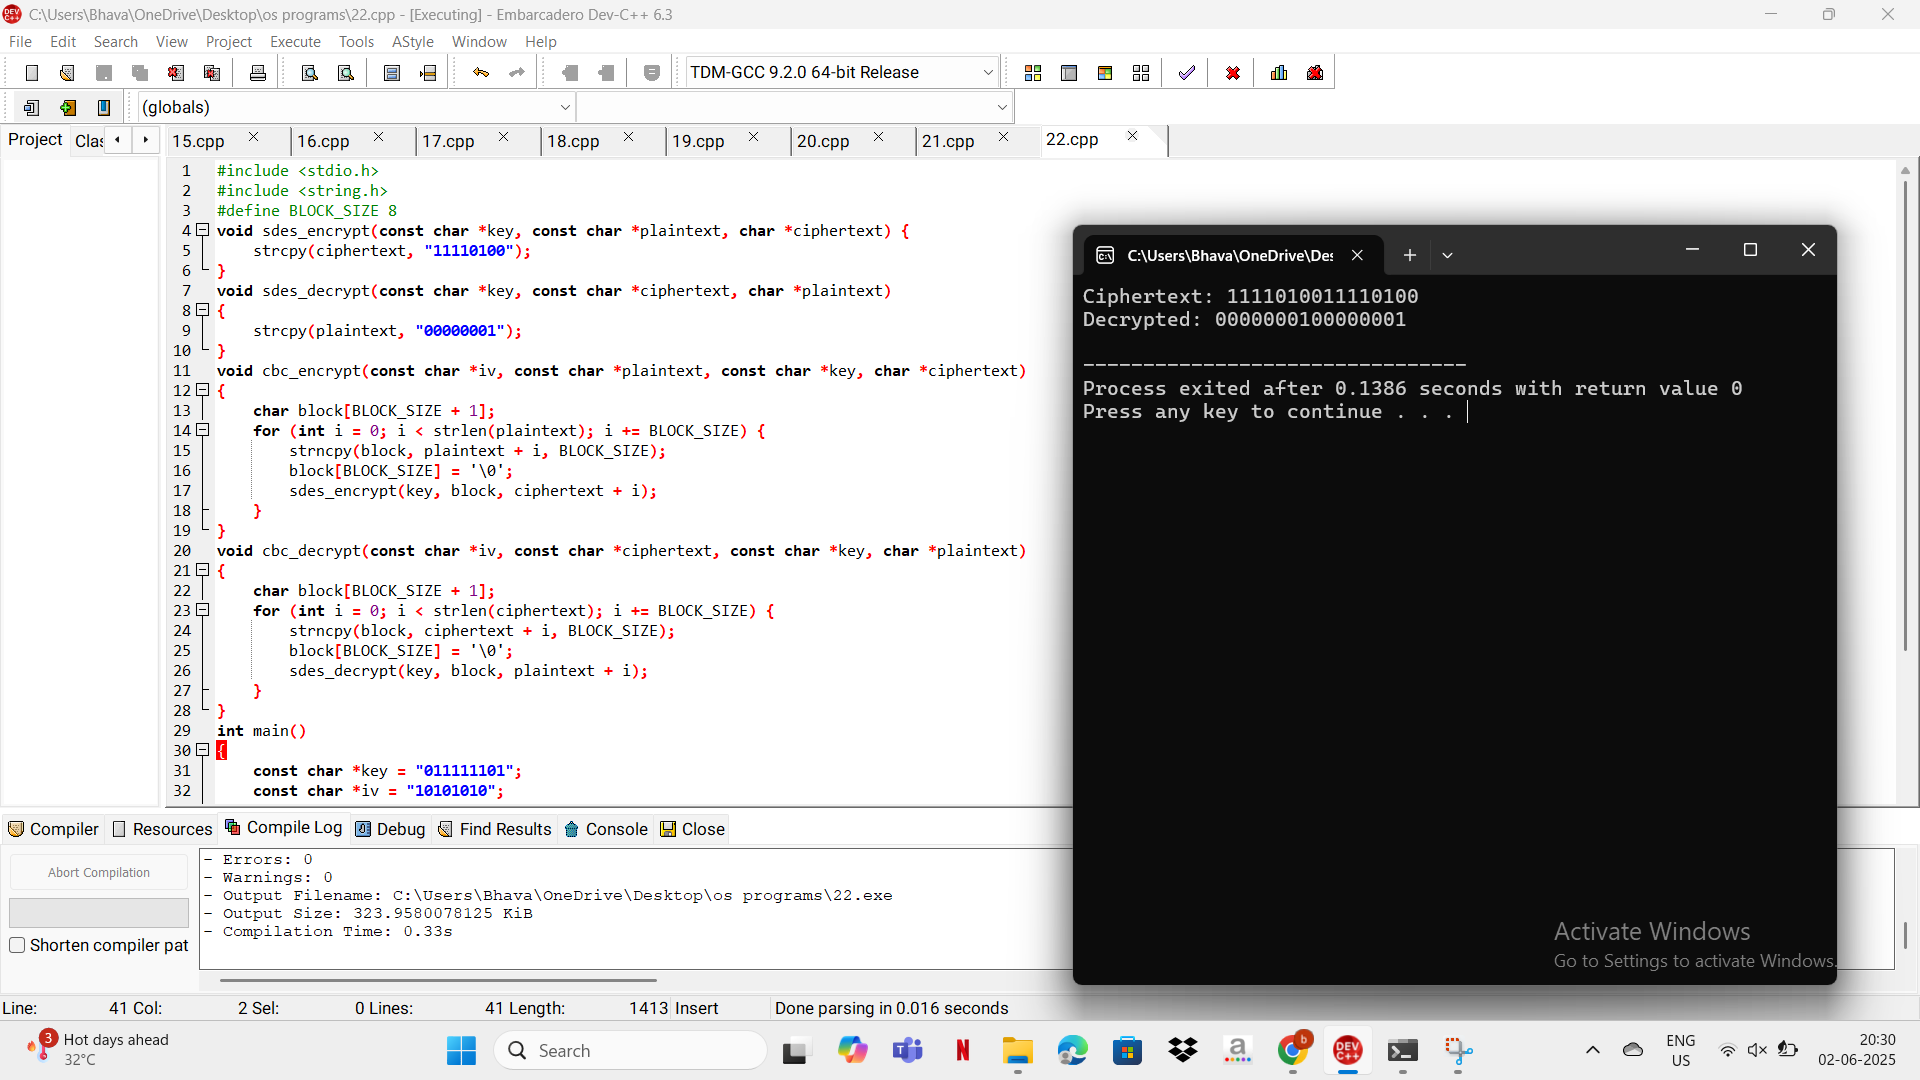 C:\Users\Bhava\OneDrive\Desktop\os programs\22.cpp - [Executing] - Embarcadero Dev-C++ 6.3
File Edit Search View Project Execute Tools AStyle Window Help
TDM-GCC 9.2.0 64-bit Release
(globals)
Project Clas 15.cpp 16.cpp 17.cpp 18.cpp 19.cpp 20.cpp 21.cpp 22.cpp
1 #include <stdio.h>
2 #include <string.h>
3 #define BLOCK_SIZE 8
4 void sdes_encrypt(const char *key, const char *plaintext, char *ciphertext) {
5 strcpy(ciphertext, "11110100");
6 }
7 void sdes_decrypt(const char *key, const char *ciphertext, char *plaintext)
8 {
9 strcpy(plaintext, "00000001");
10 }
11 void cbc_encrypt(const char *iv, const char *plaintext, const char *key, char *ciphertext)
12 {
13 char block[BLOCK_SIZE + 1];
14 for (int i = 0; i < strlen(plaintext); i += BLOCK_SIZE) {
15 strncpy(block, plaintext + i, BLOCK_SIZE);
16 block[BLOCK_SIZE] = '\0';
17 sdes_encrypt(key, block, ciphertext + i);
18 }
19 }
20 void cbc_decrypt(const char *iv, const char *ciphertext, const char *key, char *plaintext)
21 {
22 char block[BLOCK_SIZE + 1];
23 for (int i = 0; i < strlen(ciphertext); i += BLOCK_SIZE) {
24 strncpy(block, ciphertext + i, BLOCK_SIZE);
25 block[BLOCK_SIZE] = '\0';
26 sdes_decrypt(key, block, plaintext + i);
27 }
28 }
29 int main()
30 {
31 const char *key = "011111101";
32 const char *iv = "10101010";
C:\Users\Bhava\OneDrive\Des
Ciphertext: 1111010011110100
Decrypted: 0000000100000001
--------------------------------
Process exited after 0.1386 seconds with return value 0
Press any key to continue . . .
Activate Windows
Go to Settings to activate Windows.
Compiler Resources Compile Log Debug Find Results Console Close
Abort Compilation
Shorten compiler pat
- Errors: 0
- Warnings: 0
- Output Filename: C:\Users\Bhava\OneDrive\Desktop\os programs\22.exe
- Output Size: 323.9580078125 KiB
- Compilation Time: 0.33s
Line: 41 Col: 2 Sel: 0 Lines: 41 Length: 1413 Insert Done parsing in 0.016 seconds
3 Hot days ahead
32°C
Search
ENG
US
20:30
02-06-2025